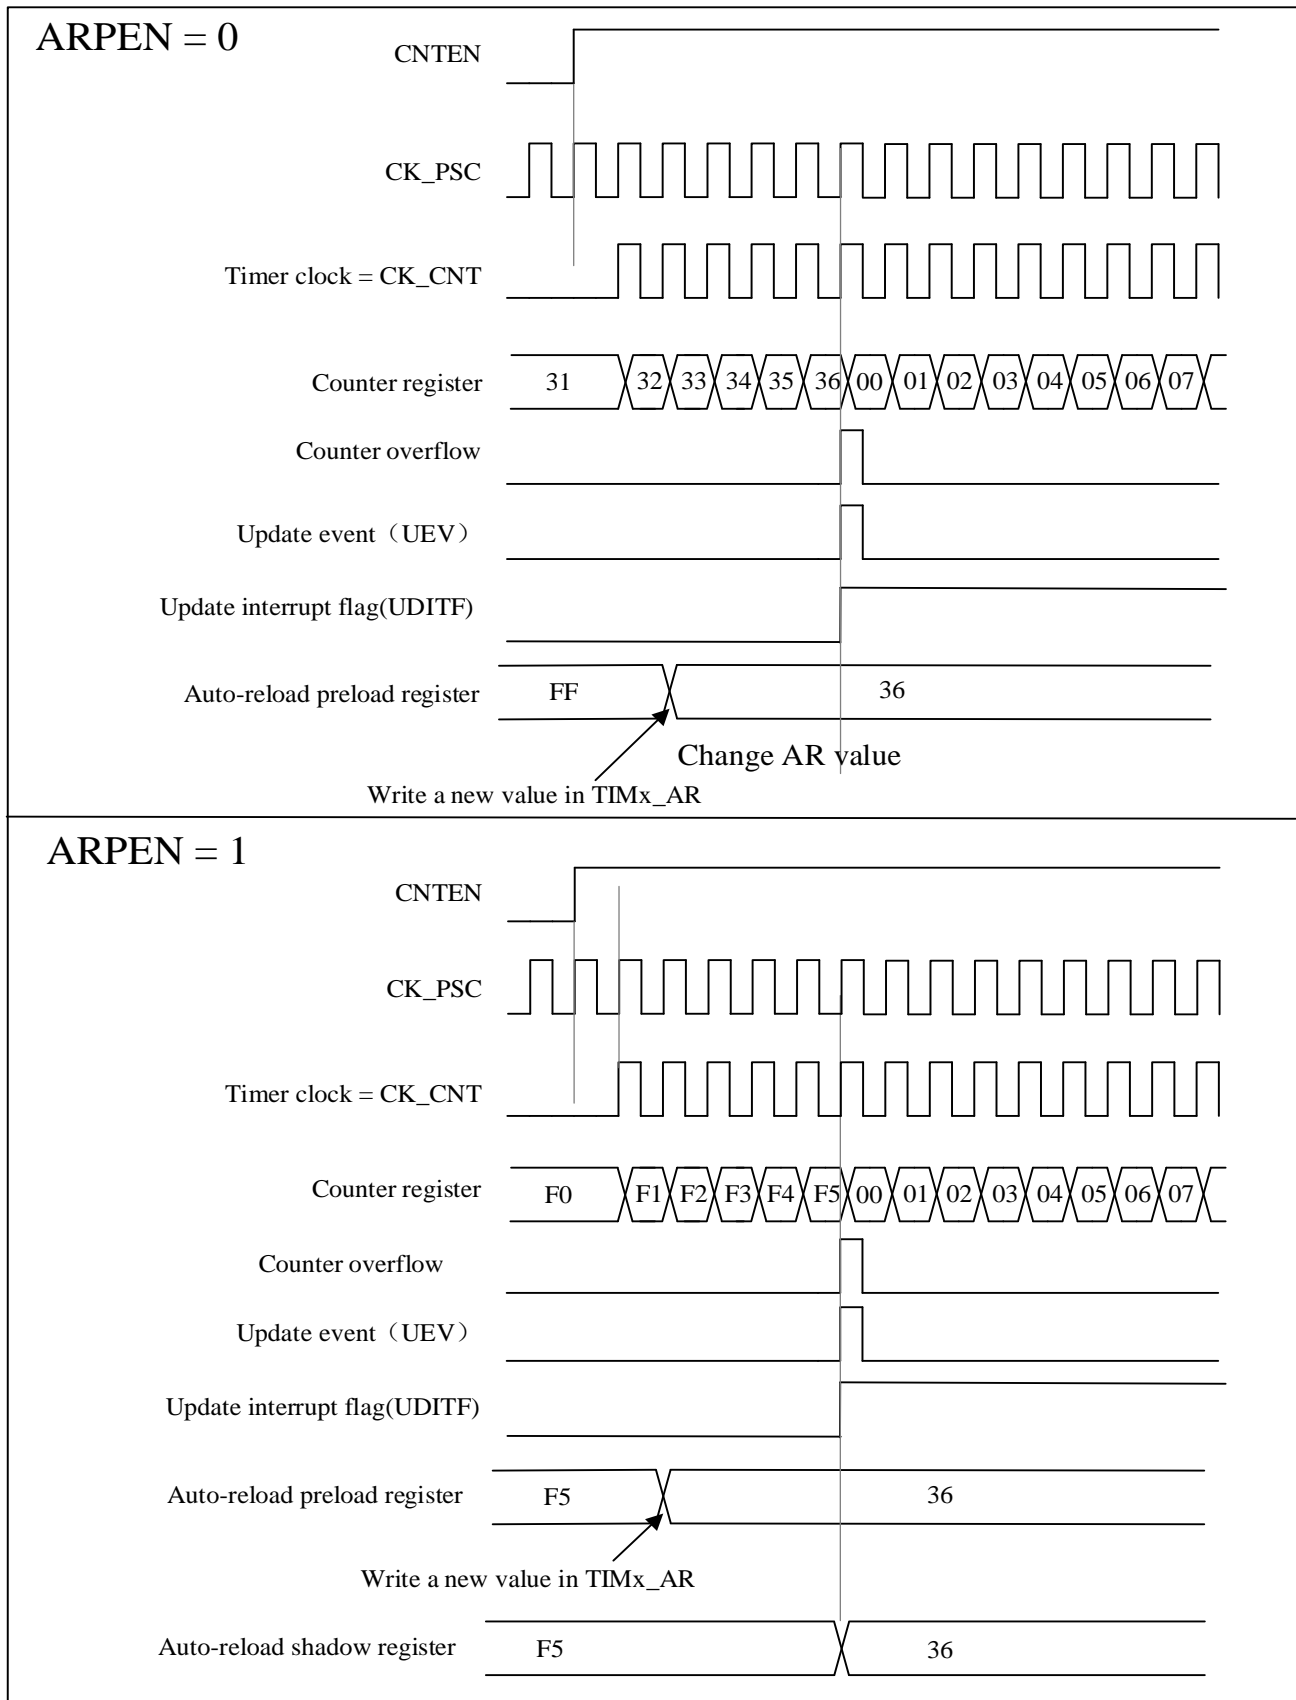 ARPEN = 0
CNTEN
CK_PSC
Timer clock = CK_CNT
Counter register 31 32 33 34 35 36 00 01 02 03 04 05 06 07
Counter overflow
Update event（UEV）
Update interrupt flag(UDITF)
Auto-reload preload register FF 36
Change AR value
Write a new value in TIMx_AR
ARPEN = 1
CNTEN
CK_PSC
Timer clock = CK_CNT
Counter register F0 F1 F2 F3 F4 F5 00 01 02 03 04 05 06 07
Counter overflow
Update event（UEV）
Update interrupt flag(UDITF)
Auto-reload preload register F5 36
Write a new value in TIMx_AR
Auto-reload shadow register F5 36